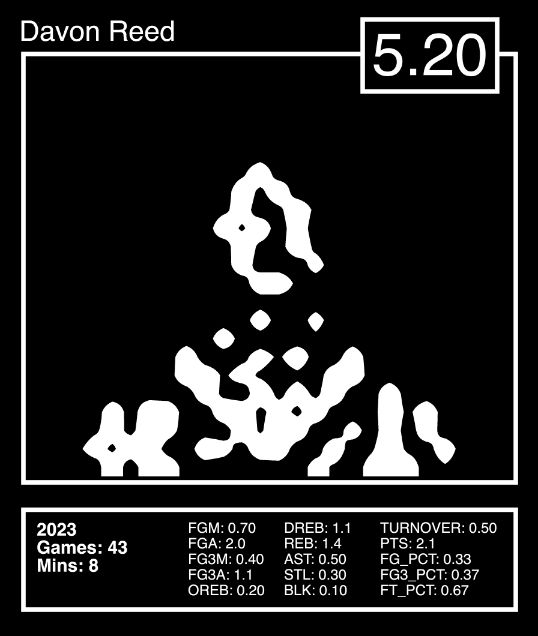 Davon Reed
5.20
2023
Games: 43
Mins: 8
FGM: 0.70
FGA: 2.0
FG3M: 0.40
FG3A: 1.1
OREB: 0.20
DREB: 1.1
REB: 1.4
AST: 0.50
STL: 0.30
BLK: 0.10
TURNOVER: 0.50
PTS: 2.1
FG_PCT: 0.33
FG3_PCT: 0.37
FT_PCT: 0.67